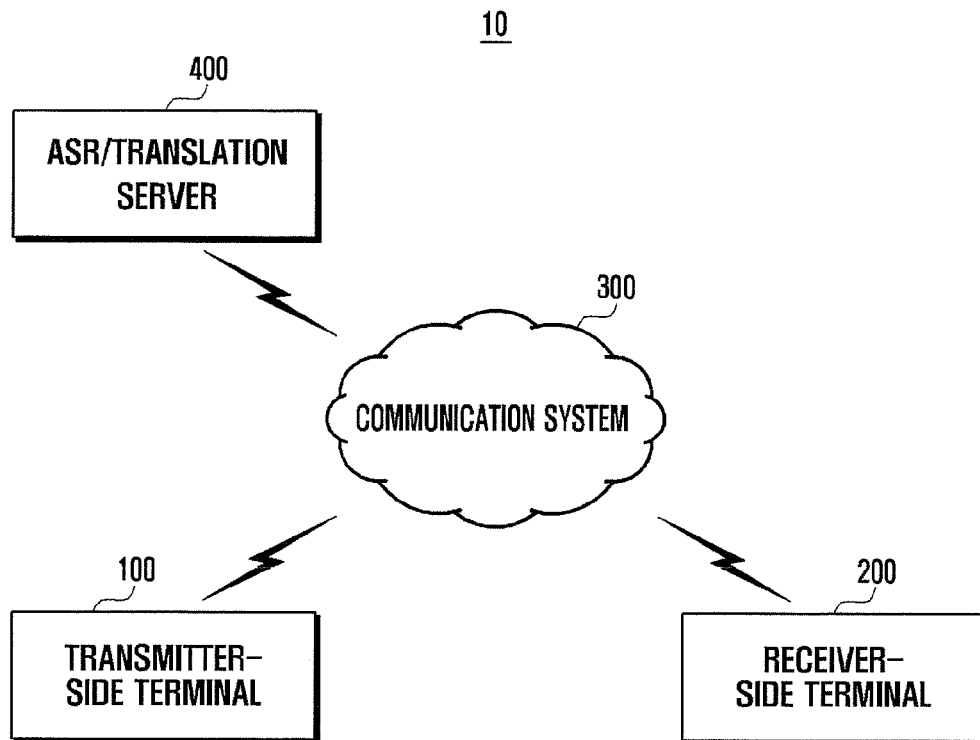 10
400
ASR/TRANSLATION
SERVER
300
COMMUNICATION SYSTEM
100
TRANSMITTER-
SIDE TERMINAL
200
RECEIVER-
SIDE TERMINAL